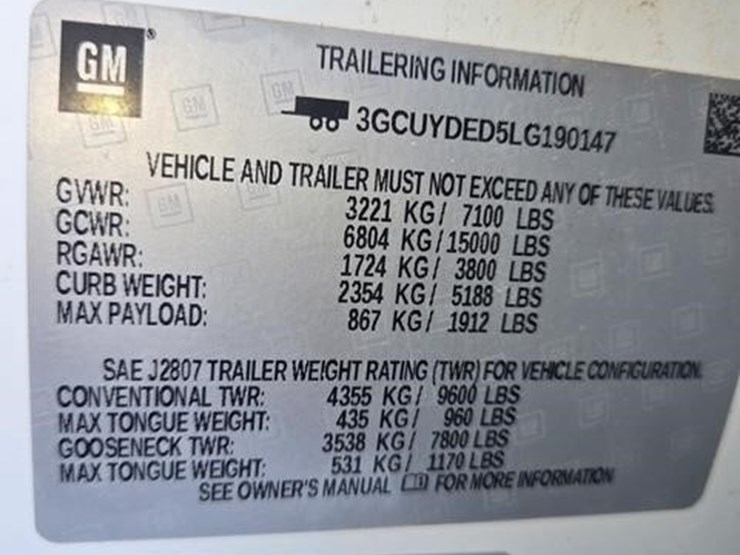 GM
TRAILERING INFORMATION
3GCUYDED5LG190147
VEHICLE AND TRAILER MUST NOT EXCEED ANY OF THESE VALUES.
GVWR: 3221 KG/ 7100 LBS
GCWR: 6804 KG/15000 LBS
RGAWR: 1724 KG/ 3800 LBS
CURB WEIGHT: 2354 KG/ 5188 LBS
MAX PAYLOAD: 867 KG/ 1912 LBS
SAE J2807 TRAILER WEIGHT RATING (TWR) FOR VEHICLE CONFIGURATION.
CONVENTIONAL TWR: 4355 KG/ 9600 LBS
MAX TONGUE WEIGHT: 435 KG/ 960 LBS
GOOSENECK TWR: 3538 KG/ 7800 LBS
MAX TONGUE WEIGHT: 531 KG/ 1170 LBS
SEE OWNER'S MANUAL FOR MORE INFORMATION